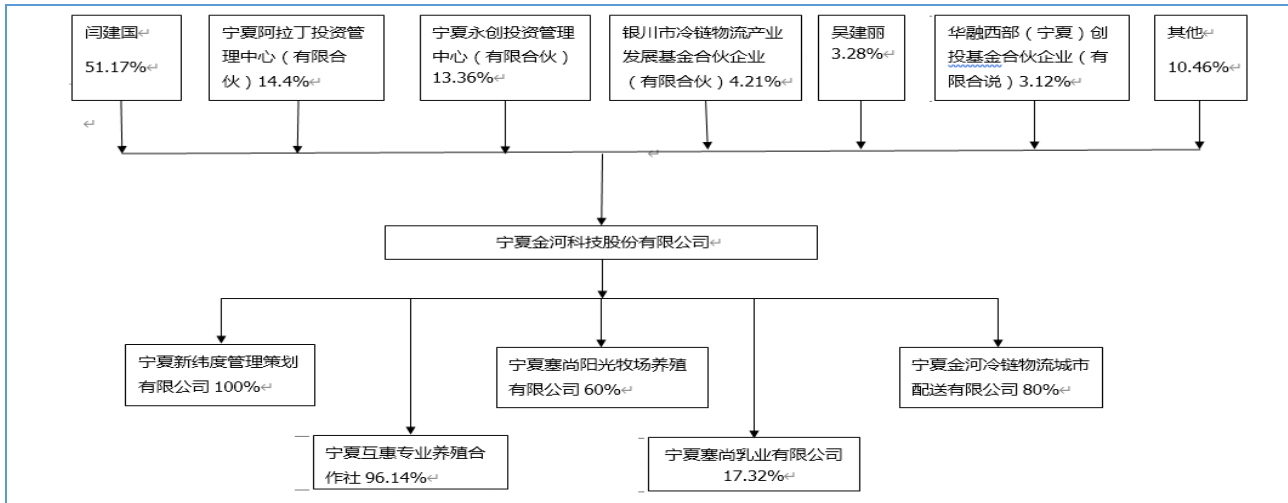 闫建国
51.17%
宁夏阿拉丁投资管
理中心（有限合
伙）14.4%
宁夏永创投资管理
中心（有限合伙）
13.36%
银川市冷链物流产业
发展基金合伙企业
（有限合伙）4.21%
吴建丽
3.28%
华融西部（宁夏）创
投基金合伙企业（有
限合说）3.12%
其他
10.46%
宁夏金河科技股份有限公司
宁夏新纬度管理策划
有限公司 100%
宁夏塞尚阳光牧场养殖
有限公司 60%
宁夏金河冷链物流城市
配送有限公司 80%
宁夏互惠专业养殖合
作社 96.14%
宁夏塞尚乳业有限公司
17.32%